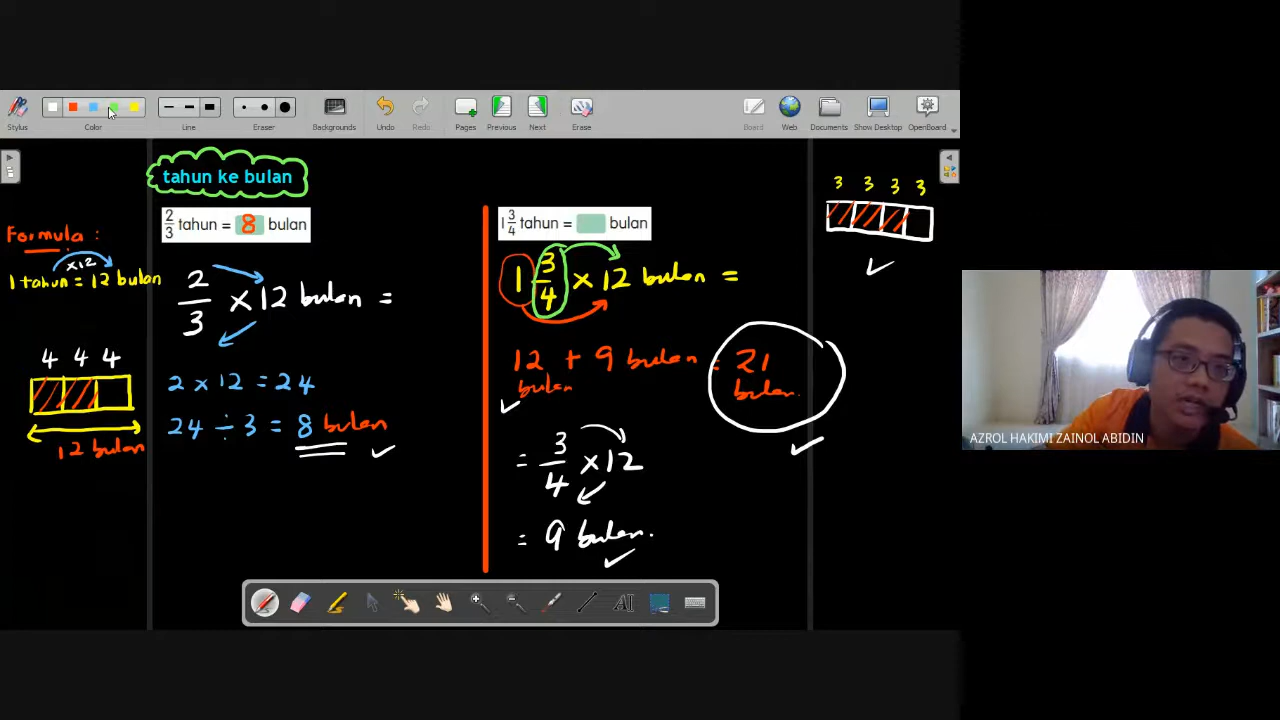 Stylus
Color
Line
Eraser
Backgrounds
Undo
Redo
Pages
Previous
Next
Erase
Board
Web
Documents
Show Desktop
OpenBoard
tahun ke bulan
2/3 tahun = 8 bulan
Formula :
x12
1 tahun = 12 bulan
2/3 x 12 bulan =
4 4 4
12 bulan
2 x 12 = 24
24 ÷ 3 = 8 bulan
1 3/4 tahun = bulan
1 3/4 x 12 bulan =
12 bulan + 9 bulan = 21 bulan.
= 3/4 x 12
= 9 bulan.
3 3 3 3
AZROL HAKIMI ZAINOL ABIDIN
AI